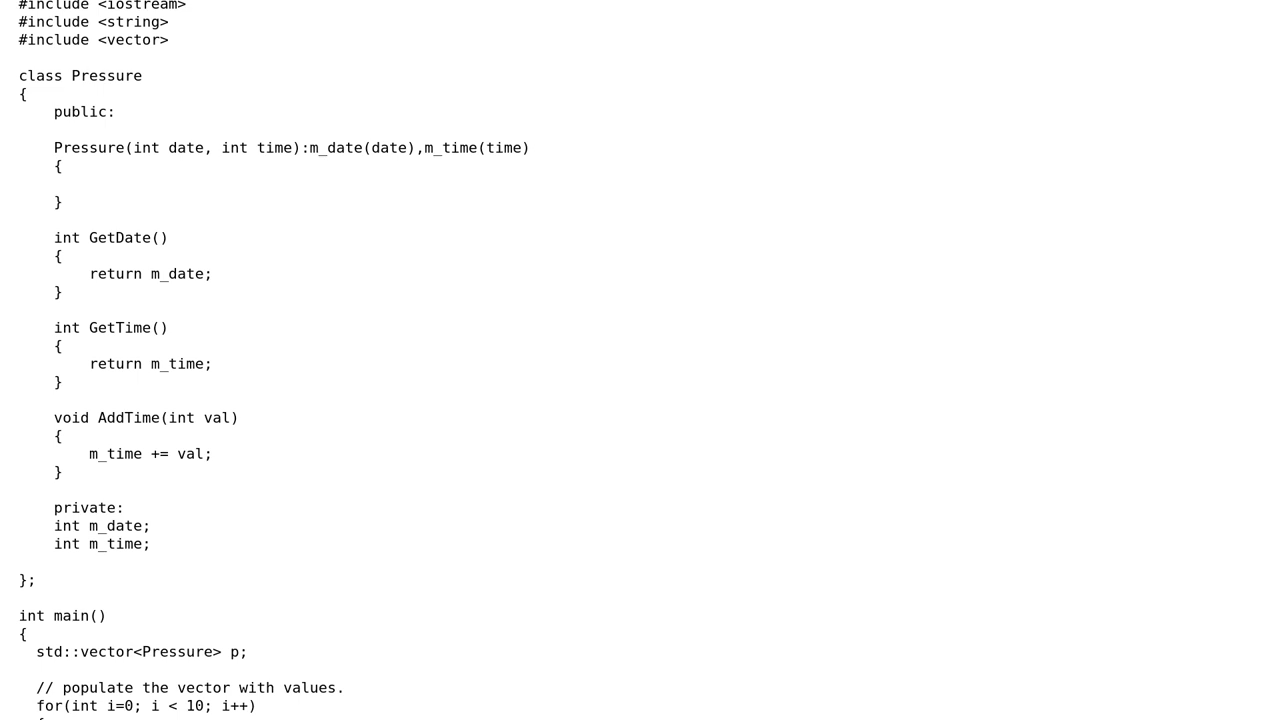 #include <iostream>
#include <string>
#include <vector>

class Pressure
{
    public:

    Pressure(int date, int time):m_date(date),m_time(time)
    {

    }

    int GetDate()
    {
        return m_date;
    }

    int GetTime()
    {
        return m_time;
    }

    void AddTime(int val)
    {
        m_time += val;
    }

    private:
    int m_date;
    int m_time;

};

int main()
{
  std::vector<Pressure> p;

  // populate the vector with values.
  for(int i=0; i < 10; i++)
  {